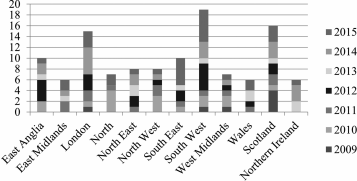 20
18
16
14
12
10
8
6
4
2
0
East Anglia
East Midlands
London
North
North East
North West
South East
South West
West Midlands
Wales
Scotland
Northern Ireland
2015
2014
2013
2012
2011
2010
2009